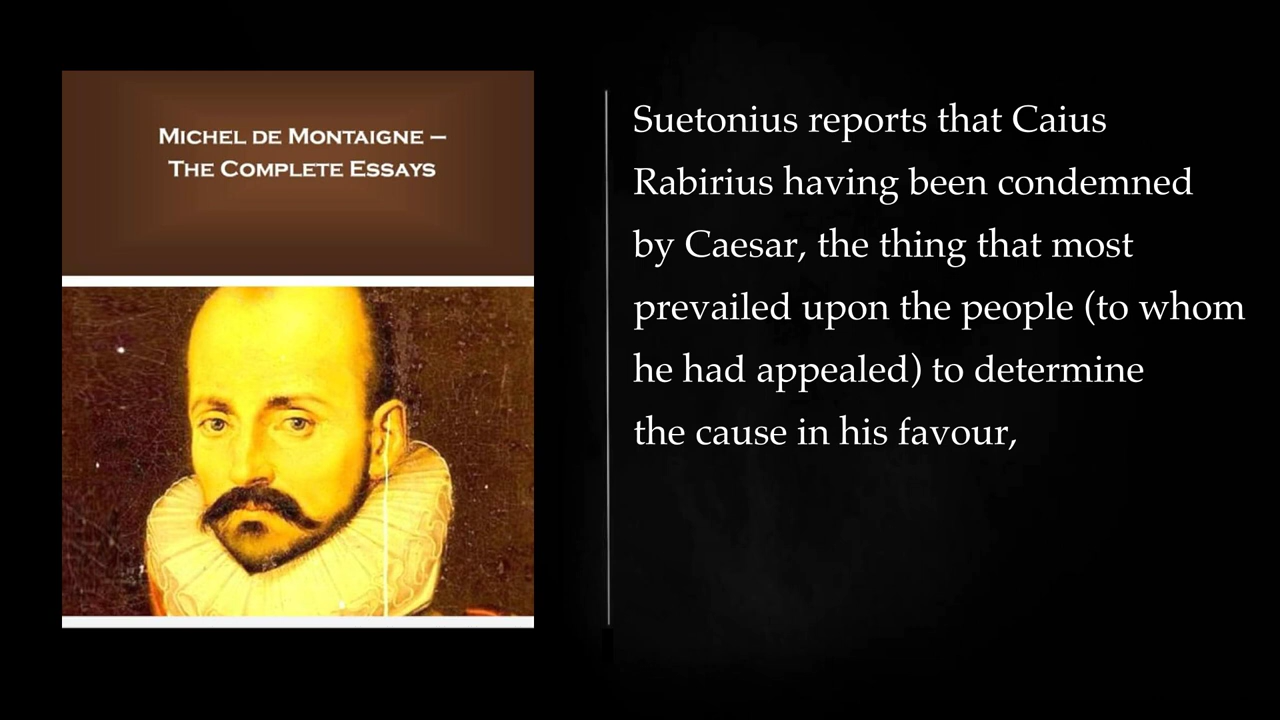 MICHEL DE MONTAIGNE –
THE COMPLETE ESSAYS
Suetonius reports that Caius
Rabirius having been condemned
by Caesar, the thing that most
prevailed upon the people (to whom
he had appealed) to determine
the cause in his favour,